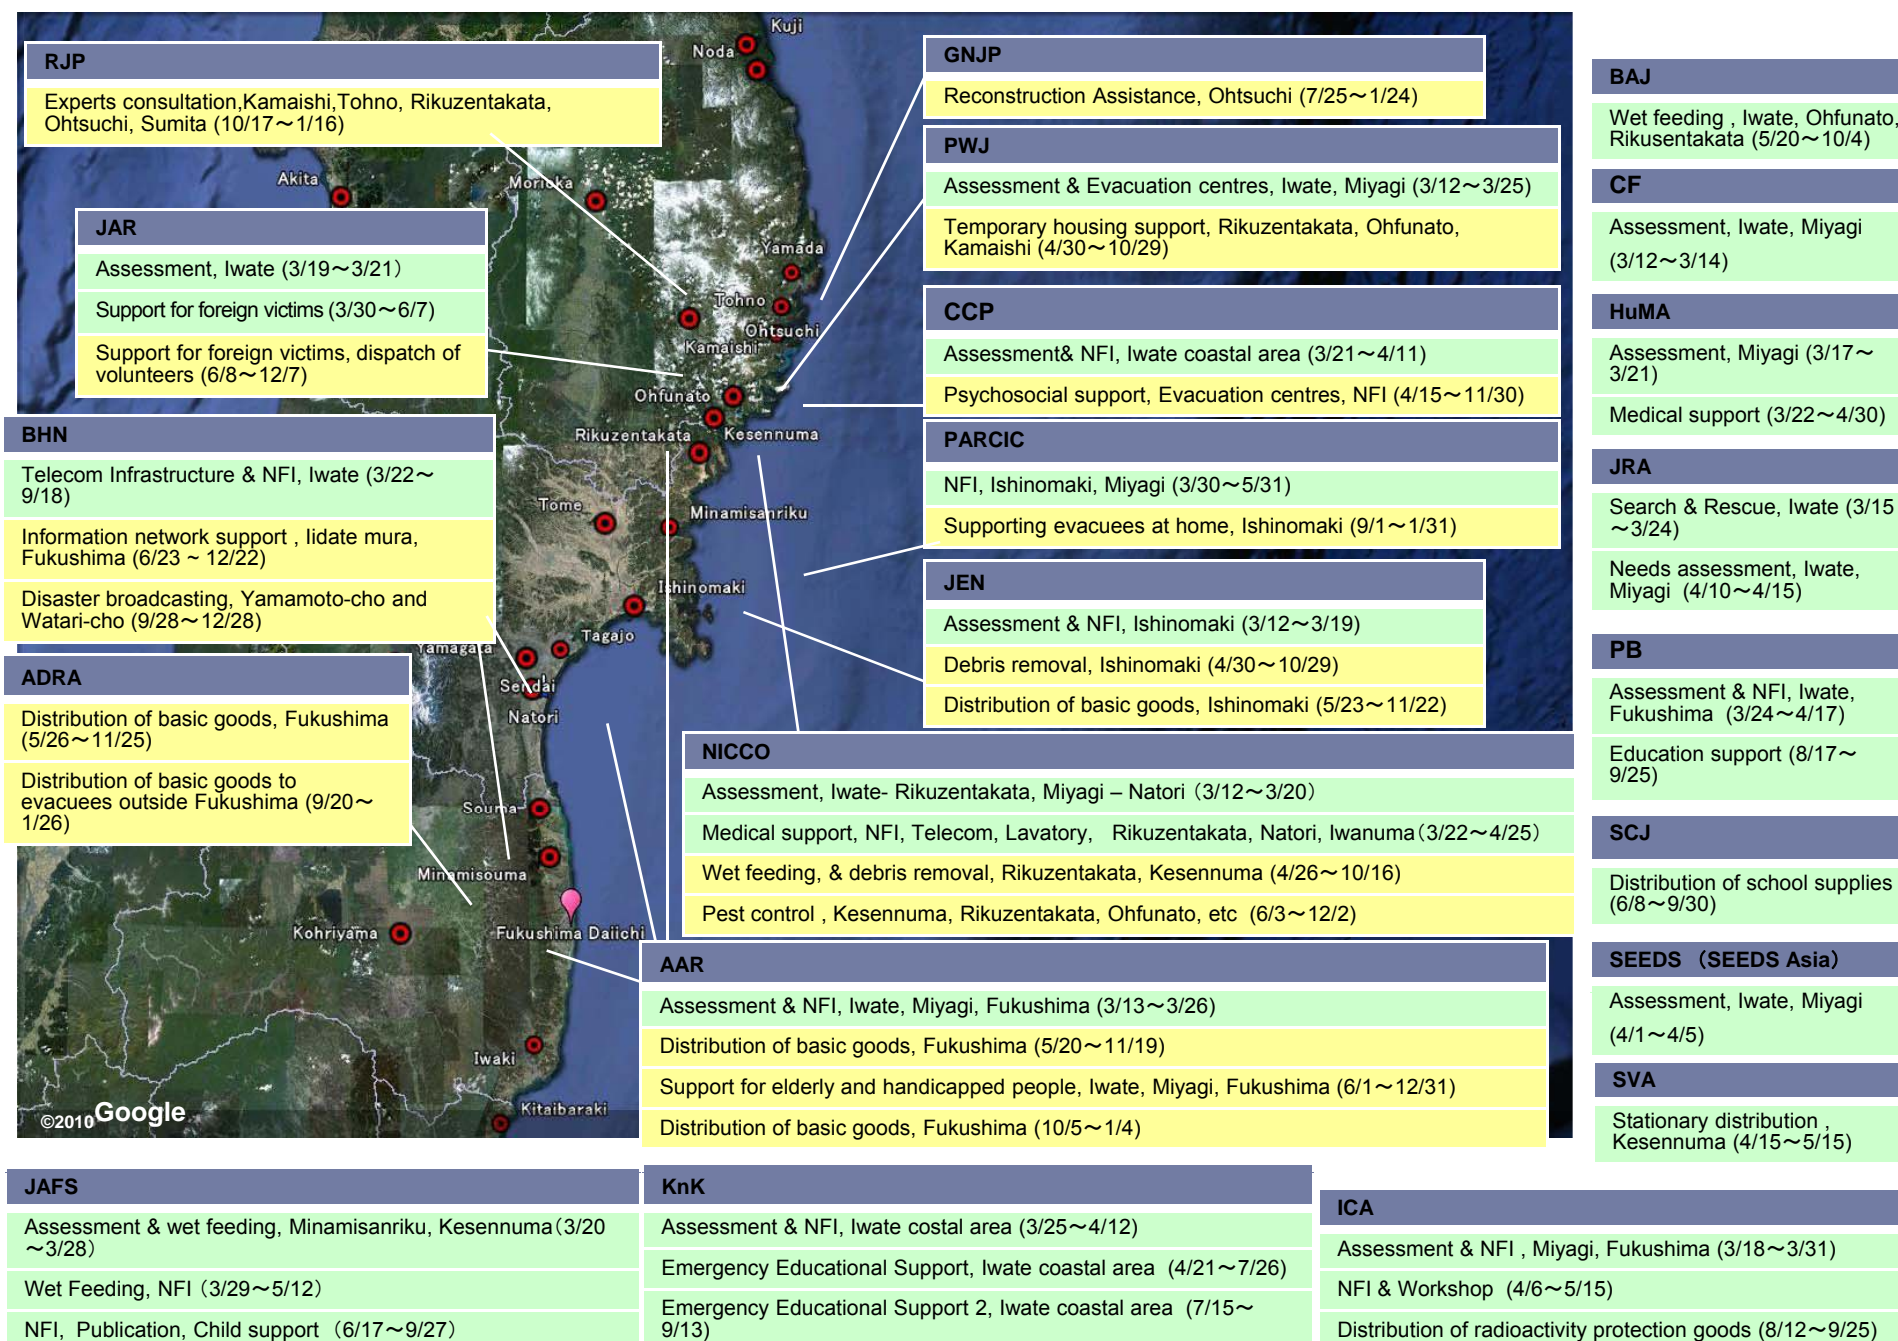 RJP
Experts consultation,Kamaishi,Tohno, Rikuzentakata,
Ohtsuchi, Sumita (10/17～1/16)
JAR
Assessment, Iwate (3/19～3/21）
Support for foreign victims (3/30～6/7)
Support for foreign victims, dispatch of
volunteers (6/8～12/7)
BHN
Telecom Infrastructure & NFI, Iwate (3/22～
9/18)
Information network support , Iidate mura,
Fukushima (6/23 ~ 12/22)
Disaster broadcasting, Yamamoto-cho and
Watari-cho (9/28～12/28)
ADRA
Distribution of basic goods, Fukushima
(5/26～11/25)
Distribution of basic goods to
evacuees outside Fukushima (9/20～
1/26)
Kuji
Noda
Akita
Morioka
Yamada
Tohno
Ohtsuchi
Kamaishi
Ohfunato
Rikuzentakata
Kesennuma
Tome
Minamisanriku
Ishinomaki
Tagajo
Yamagata
Sendai
Natori
Souma
Minamisouma
Kohriyama
Fukushima Daiichi
Iwaki
Kitaibaraki
©2010 Google
GNJP
Reconstruction Assistance, Ohtsuchi (7/25～1/24)
PWJ
Assessment & Evacuation centres, Iwate, Miyagi (3/12～3/25)
Temporary housing support, Rikuzentakata, Ohfunato,
Kamaishi (4/30～10/29)
CCP
Assessment& NFI, Iwate coastal area (3/21～4/11)
Psychosocial support, Evacuation centres, NFI (4/15～11/30)
PARCIC
NFI, Ishinomaki, Miyagi (3/30～5/31)
Supporting evacuees at home, Ishinomaki (9/1～1/31)
JEN
Assessment & NFI, Ishinomaki (3/12～3/19)
Debris removal, Ishinomaki (4/30～10/29)
Distribution of basic goods, Ishinomaki (5/23～11/22)
NICCO
Assessment, Iwate- Rikuzentakata, Miyagi – Natori（3/12～3/20）
Medical support, NFI, Telecom, Lavatory, Rikuzentakata, Natori, Iwanuma（3/22～4/25）
Wet feeding, & debris removal, Rikuzentakata, Kesennuma (4/26～10/16)
Pest control , Kesennuma, Rikuzentakata, Ohfunato, etc (6/3～12/2)
AAR
Assessment & NFI, Iwate, Miyagi, Fukushima (3/13～3/26)
Distribution of basic goods, Fukushima (5/20～11/19)
Support for elderly and handicapped people, Iwate, Miyagi, Fukushima (6/1～12/31)
Distribution of basic goods, Fukushima (10/5～1/4)
BAJ
Wet feeding , Iwate, Ohfunato,
Rikusentakata (5/20～10/4)
CF
Assessment, Iwate, Miyagi
(3/12～3/14)
HuMA
Assessment, Miyagi (3/17～
3/21)
Medical support (3/22～4/30)
JRA
Search & Rescue, Iwate (3/15
～3/24)
Needs assessment, Iwate,
Miyagi (4/10～4/15)
PB
Assessment & NFI, Iwate,
Fukushima (3/24～4/17)
Education support (8/17～
9/25)
SCJ
Distribution of school supplies
(6/8～9/30)
SEEDS （SEEDS Asia）
Assessment, Iwate, Miyagi
(4/1～4/5)
SVA
Stationary distribution ,
Kesennuma (4/15～5/15)
JAFS
Assessment & wet feeding, Minamisanriku, Kesennuma（3/20
～3/28）
Wet Feeding, NFI（3/29～5/12）
NFI, Publication, Child support （6/17～9/27）
KnK
Assessment & NFI, Iwate costal area (3/25～4/12)
Emergency Educational Support, Iwate coastal area (4/21～7/26)
Emergency Educational Support 2, Iwate coastal area (7/15～
9/13)
ICA
Assessment & NFI , Miyagi, Fukushima (3/18～3/31)
NFI & Workshop (4/6～5/15)
Distribution of radioactivity protection goods (8/12～9/25)